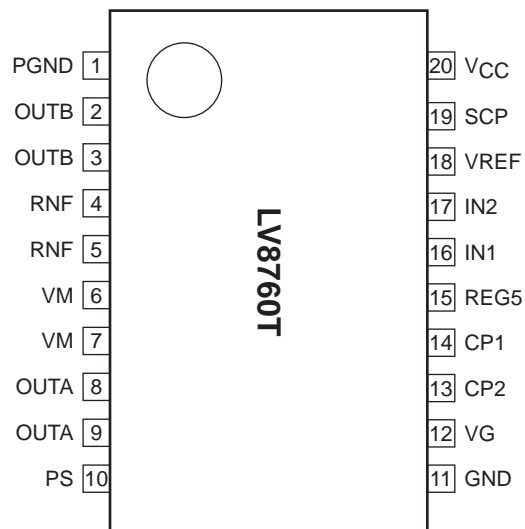 PGND 1
OUTB 2
OUTB 3
RNF 4
RNF 5
VM 6
VM 7
OUTA 8
OUTA 9
PS 10
LV8760T
20 VCC
19 SCP
18 VREF
17 IN2
16 IN1
15 REG5
14 CP1
13 CP2
12 VG
11 GND